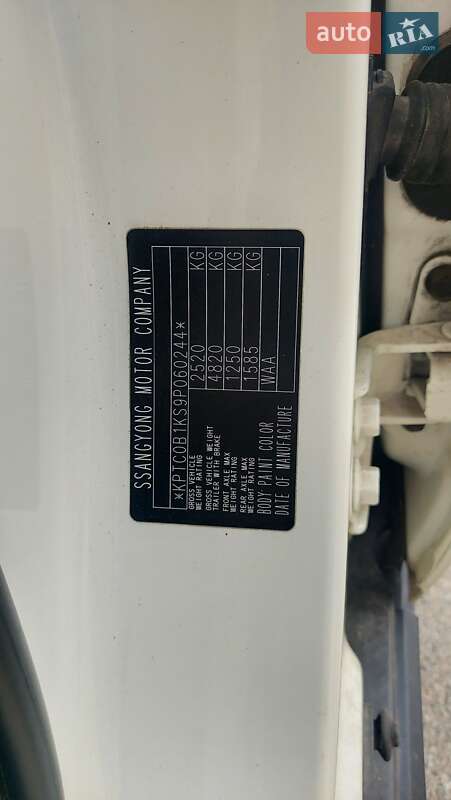 auto RIA.com
SSANGYONG MOTOR COMPANY
*KPTC0B1KS9P060244*
GROSS VEHICLE WEIGHT RATING 2520 KG
GROSS VEHICLE WEIGHT TRAILER WITH BRAKE 4820 KG
FRONT AXLE MAX WEIGHT RATING 1250 KG
REAR AXLE MAX WEIGHT RATING 1585 KG
BODY PAINT COLOR WAA
DATE OF MANUFACTURE